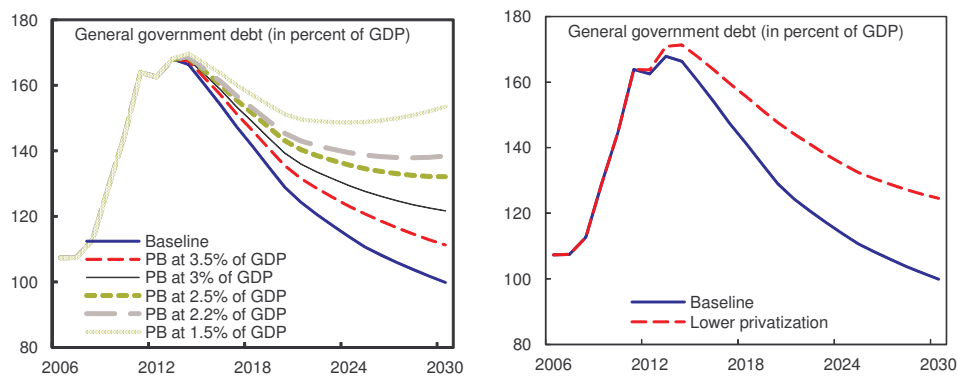 General government debt (in percent of GDP)
180
160
140
120
100
80
Baseline
PB at 3.5% of GDP
PB at 3% of GDP
PB at 2.5% of GDP
PB at 2.2% of GDP
PB at 1.5% of GDP
2006 2012 2018 2024 2030
General government debt (in percent of GDP)
180
160
140
120
100
80
Baseline
Lower privatization
2006 2012 2018 2024 2030